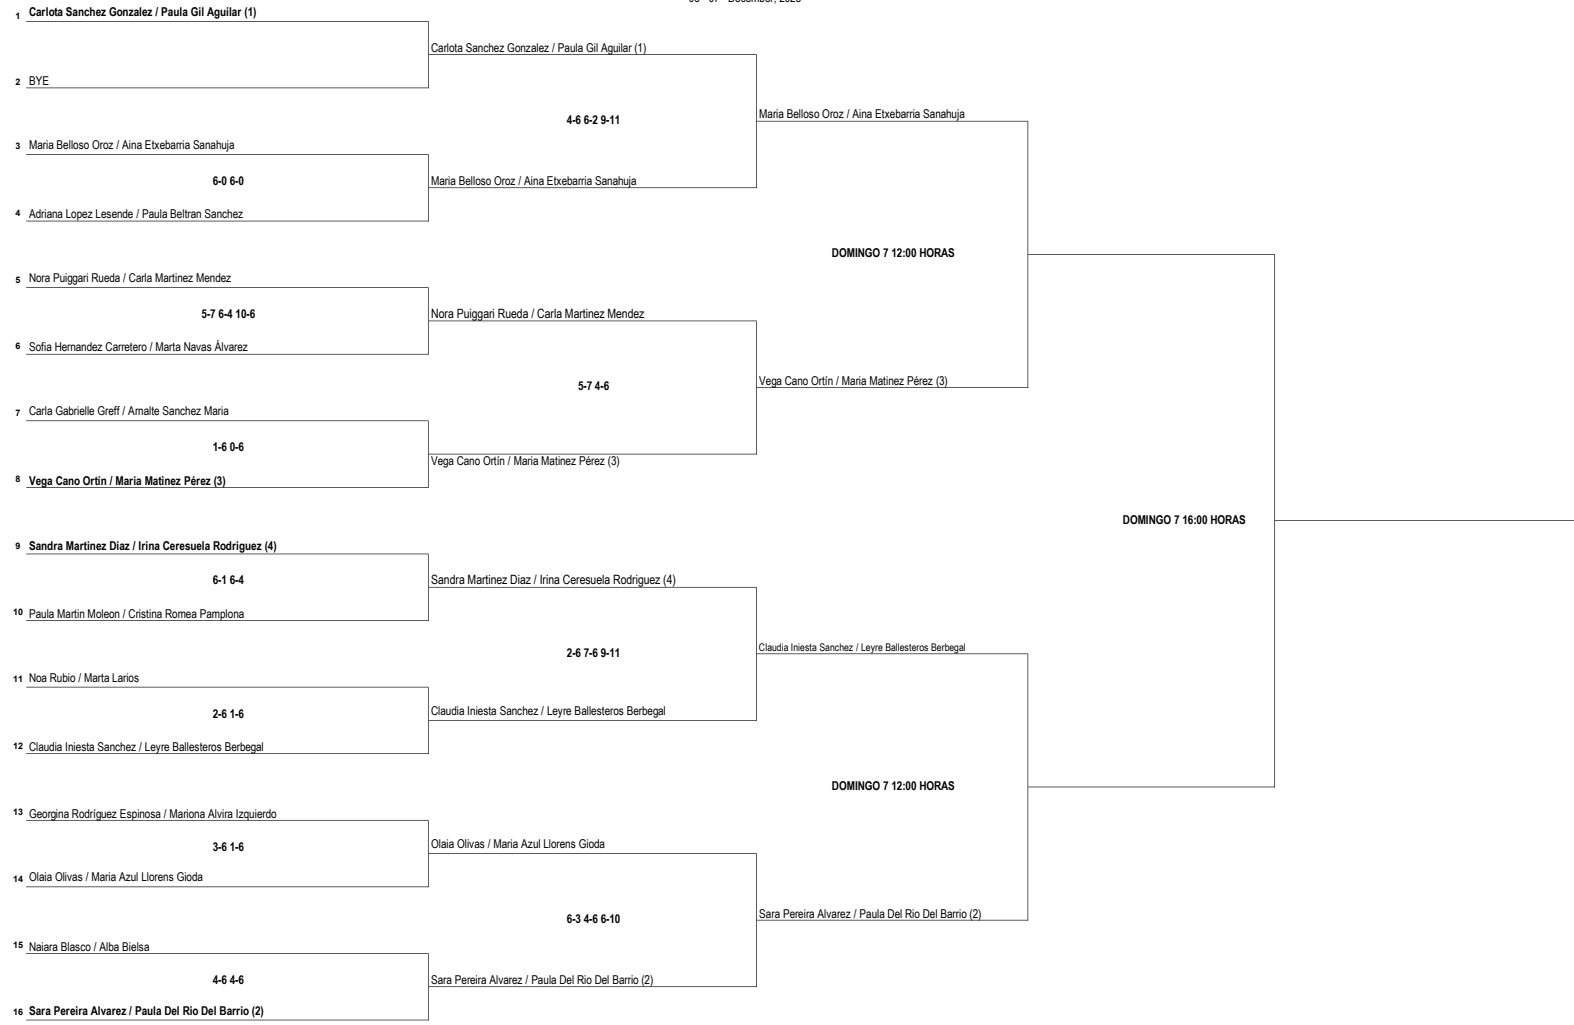 1 Carlota Sanchez Gonzalez / Paula Gil Aguilar (1)
Carlota Sanchez Gonzalez / Paula Gil Aguilar (1)
2 BYE
4-6 6-2 9-11
Maria Belloso Oroz / Aina Etxebarria Sanahuja
3 Maria Belloso Oroz / Aina Etxebarria Sanahuja
6-0 6-0
Maria Belloso Oroz / Aina Etxebarria Sanahuja
4 Adriana Lopez Lesende / Paula Beltran Sanchez
DOMINGO 7 12:00 HORAS
5 Nora Puiggari Rueda / Carla Martinez Mendez
5-7 6-4 10-6
Nora Puiggari Rueda / Carla Martinez Mendez
6 Sofia Hernandez Carretero / Marta Navas Álvarez
5-7 4-6
Vega Cano Ortín / Maria Matinez Pérez (3)
7 Carla Gabrielle Greff / Arnalte Sanchez Maria
1-6 0-6
Vega Cano Ortín / Maria Matinez Pérez (3)
8 Vega Cano Ortín / Maria Matinez Pérez (3)
DOMINGO 7 16:00 HORAS
9 Sandra Martinez Diaz / Irina Ceresuela Rodriguez (4)
6-1 6-4
Sandra Martinez Diaz / Irina Ceresuela Rodriguez (4)
10 Paula Martin Moleon / Cristina Romea Pamplona
2-6 7-6 9-11
Claudia Iniesta Sanchez / Leyre Ballesteros Berbegal
11 Noa Rubio / Marta Larios
2-6 1-6
Claudia Iniesta Sanchez / Leyre Ballesteros Berbegal
12 Claudia Iniesta Sanchez / Leyre Ballesteros Berbegal
DOMINGO 7 12:00 HORAS
13 Georgina Rodríguez Espinosa / Mariona Alvira Izquierdo
3-6 1-6
Olaia Olivas / Maria Azul Llorens Gioda
14 Olaia Olivas / Maria Azul Llorens Gioda
6-3 4-6 6-10
Sara Pereira Alvarez / Paula Del Rio Del Barrio (2)
15 Naiara Blasco / Alba Bielsa
4-6 4-6
Sara Pereira Alvarez / Paula Del Rio Del Barrio (2)
16 Sara Pereira Alvarez / Paula Del Rio Del Barrio (2)